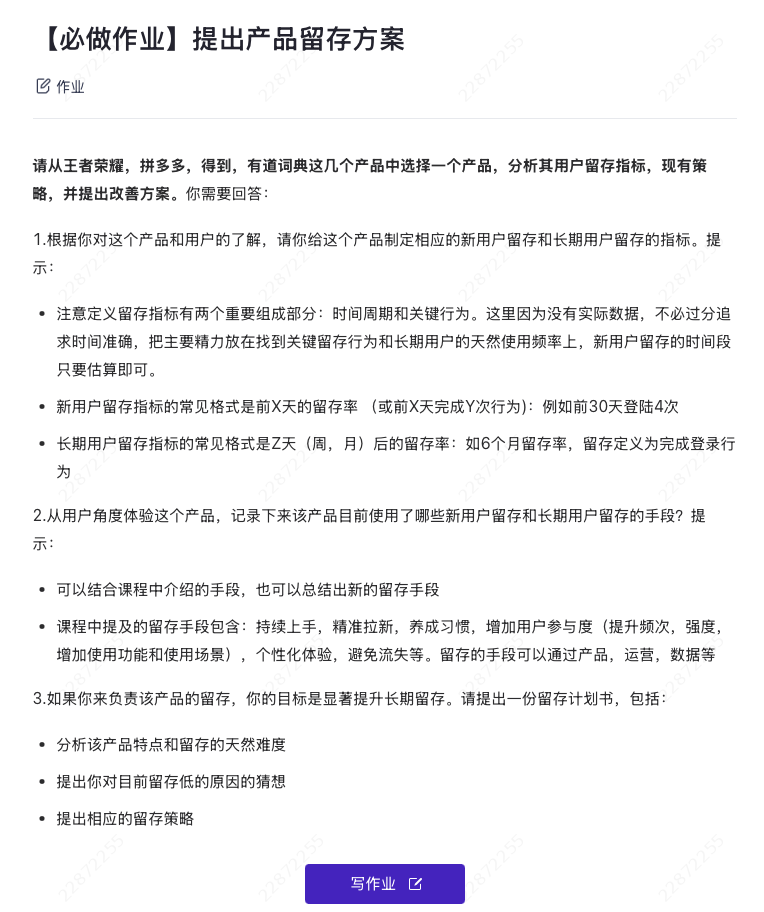 【必做作业】提出产品留存方案
作业
请从王者荣耀，拼多多，得到，有道词典这几个产品中选择一个产品，分析其用户留存指标，现有策
略，并提出改善方案。你需要回答：
1.根据你对这个产品和用户的了解，请你给这个产品制定相应的新用户留存和长期用户留存的指标。提
示：
• 注意定义留存指标有两个重要组成部分：时间周期和关键行为。这里因为没有实际数据，不必过分追
求时间准确，把主要精力放在找到关键留存行为和长期用户的天然使用频率上，新用户留存的时间段
只要估算即可。
• 新用户留存指标的常见格式是前X天的留存率 （或前X天完成Y次行为)：例如前30天登陆4次
• 长期用户留存指标的常见格式是Z天（周，月）后的留存率：如6个月留存率，留存定义为完成登录行
为
2.从用户角度体验这个产品，记录下来该产品目前使用了哪些新用户留存和长期用户留存的手段？提
示：
• 可以结合课程中介绍的手段，也可以总结出新的留存手段
• 课程中提及的留存手段包含：持续上手，精准拉新，养成习惯，增加用户参与度（提升频次，强度，
增加使用功能和使用场景），个性化体验，避免流失等。留存的手段可以通过产品，运营，数据等
3.如果你来负责该产品的留存，你的目标是显著提升长期留存。请提出一份留存计划书，包括：
• 分析该产品特点和留存的天然难度
• 提出你对目前留存低的原因的猜想
• 提出相应的留存策略
写作业
22872255